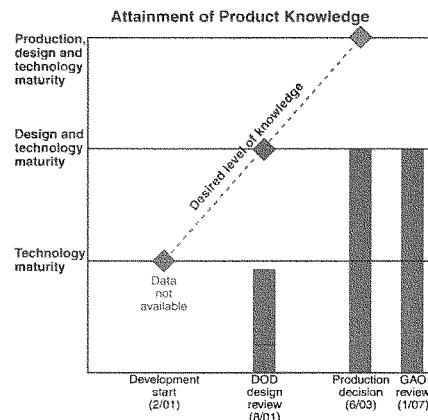 Attainment of Product Knowledge
Production,
design and
technology
maturity
Design and
technology
maturity
Desired level of knowledge
Technology
maturity
Data
not
available
Development
start
(2/01)
DOD
design
review
(8/01)
Production
decision
(6/03)
GAO
review
(1/07)